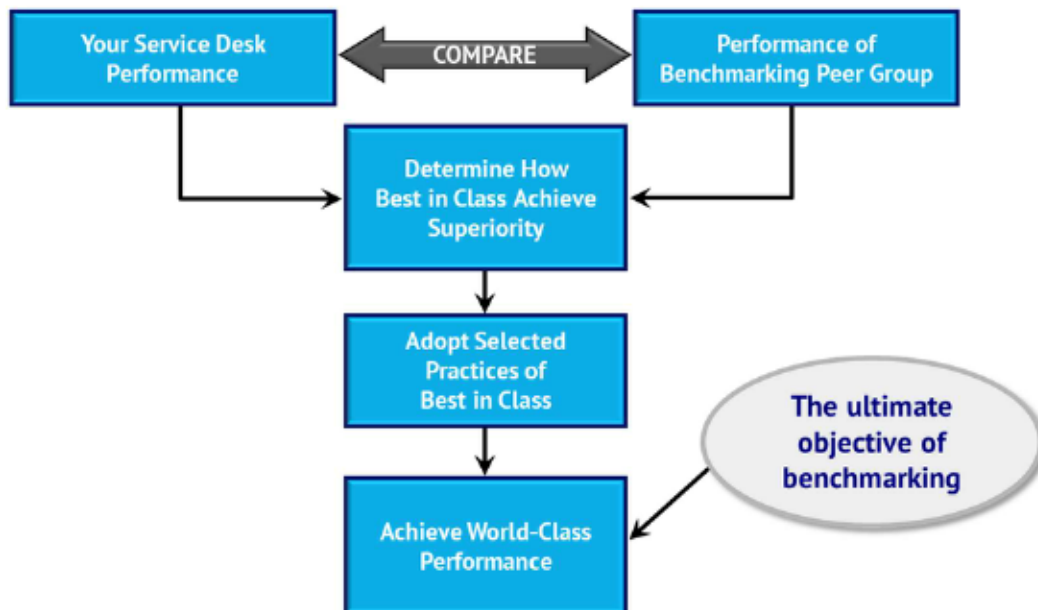 Your Service Desk
Performance
COMPARE
Performance of
Benchmarking Peer Group
Determine How
Best in Class Achieve
Superiority
Adopt Selected
Practices of
Best in Class
The ultimate
objective of
benchmarking
Achieve World-Class
Performance